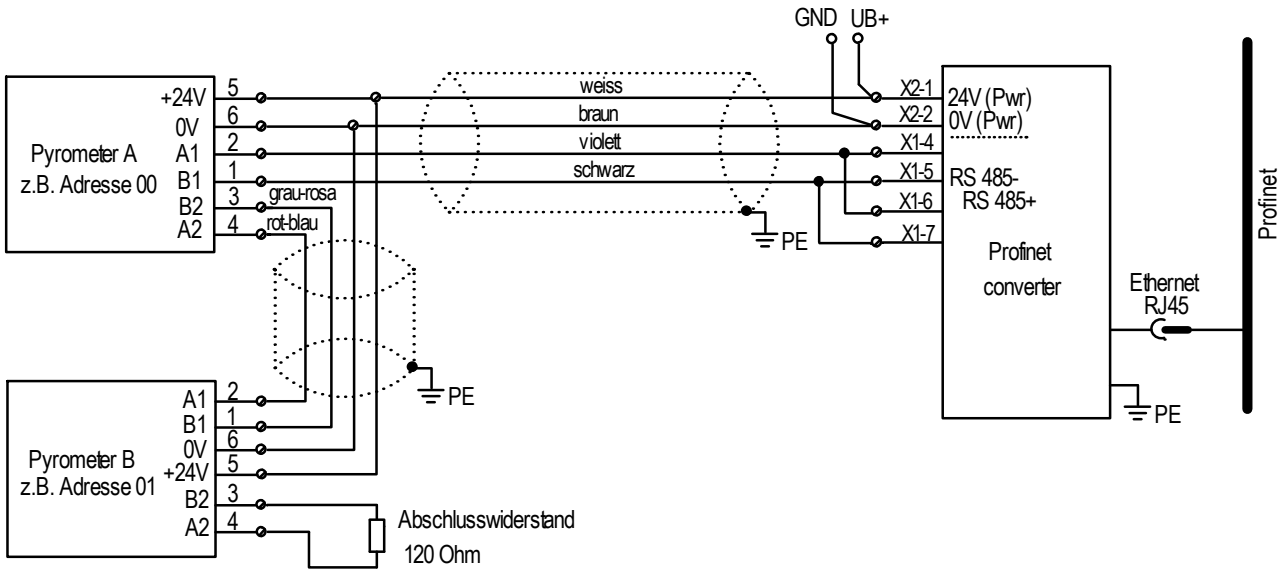 GND UB+
Pyrometer A
z.B. Adresse 00
+24V 5
0V 6
A1 2
B1 1
B2 3 grau-rosa
A2 4 rot-blau
weiss
braun
violett
schwarz
PE
X2-1 24V (Pwr)
X2-2 0V (Pwr)
X1-4
X1-5 RS 485-
X1-6 RS 485+
X1-7
Profinet
converter
Ethernet
RJ45
PE
Profinet
PE
Pyrometer B
z.B. Adresse 01
A1 2
B1 1
0V 6
+24V 5
B2 3
A2 4
Abschlusswiderstand
120 Ohm